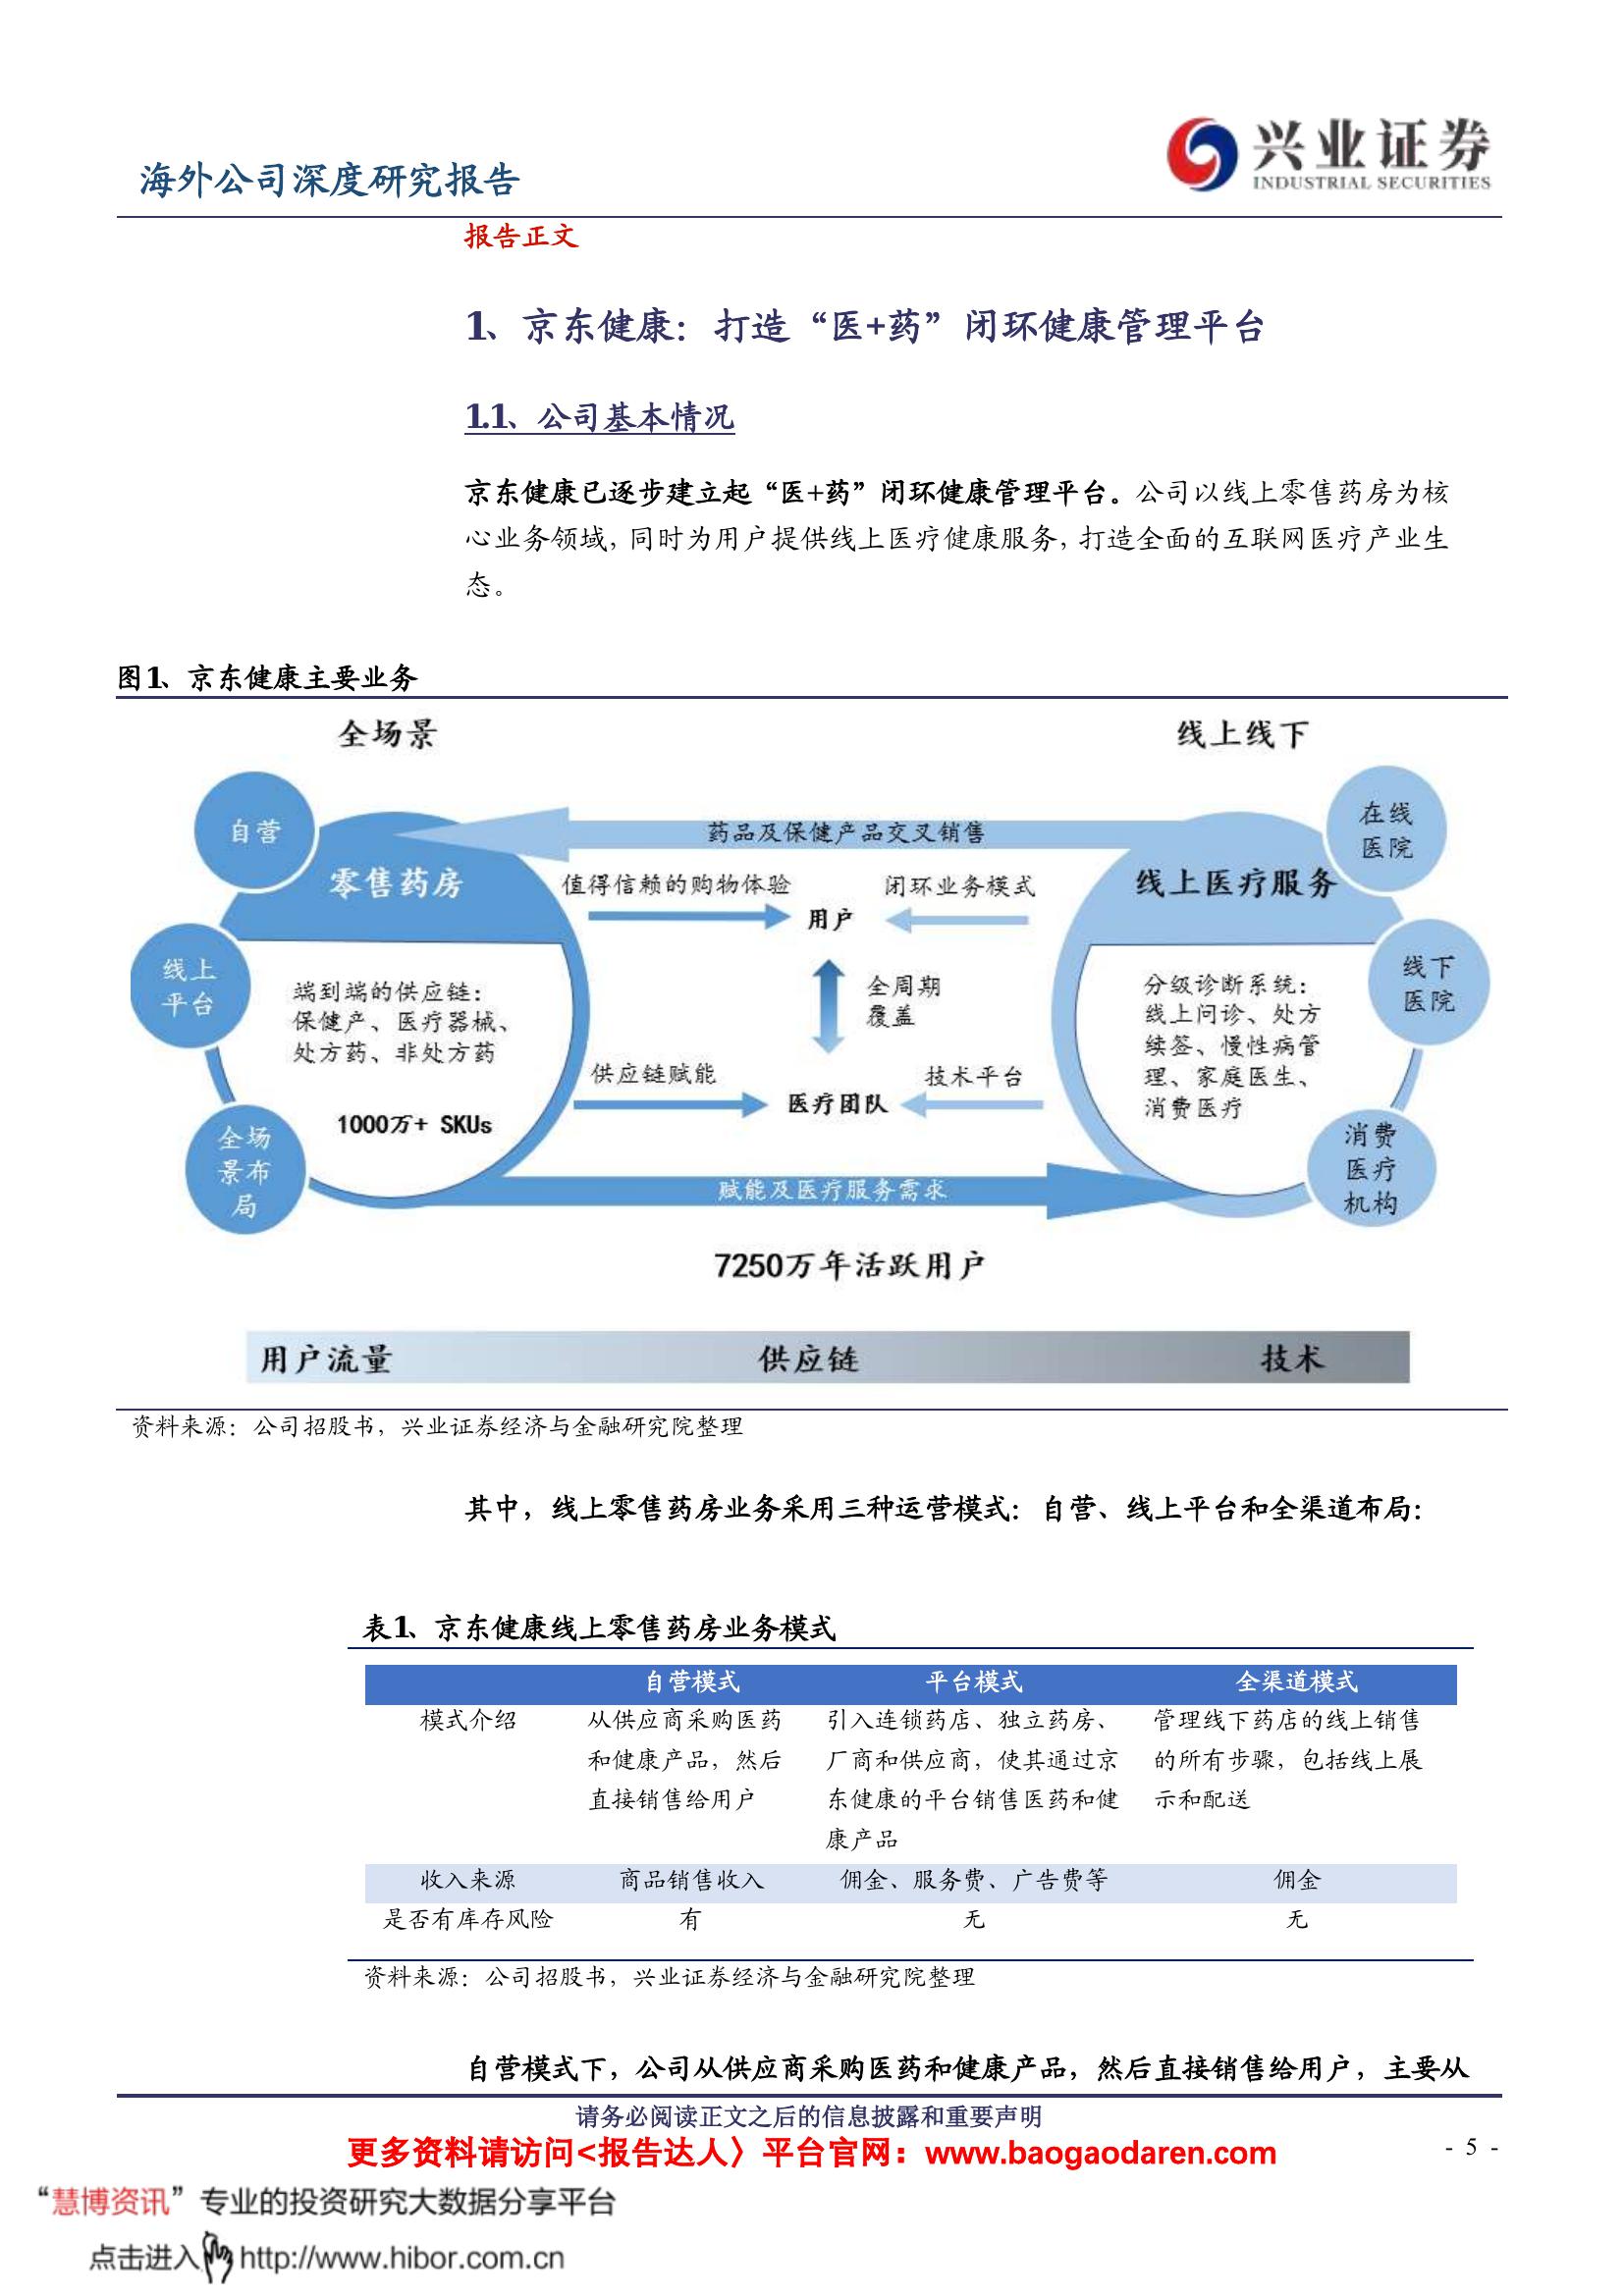 海外公司深度研究报告
兴业证券
INDUSTRIAL SECURITIES
报告正文
1、京东健康：打造“医+药”闭环健康管理平台
1.1、公司基本情况
京东健康已逐步建立起“医+药”闭环健康管理平台。公司以线上零售药房为核
心业务领域，同时为用户提供线上医疗健康服务，打造全面的互联网医疗产业生
态。
图1、京东健康主要业务
全场景
线上线下
自营
线上
平台
全场
景布
局
零售药房
端到端的供应链：
保健产、医疗器械、
处方药、非处方药
1000万+ SKUs
药品及保健产品交叉销售
值得信赖的购物体验
闭环业务模式
用户
全周期
覆盖
供应链赋能
技术平台
医疗团队
赋能及医疗服务需求
线上医疗服务
分级诊断系统：
线上问诊、处方
续签、慢性病管
理、家庭医生、
消费医疗
在线
医院
线下
医院
消费
医疗
机构
7250万年活跃用户
用户流量 供应链 技术
资料来源：公司招股书，兴业证券经济与金融研究院整理
其中，线上零售药房业务采用三种运营模式：自营、线上平台和全渠道布局：
表1、京东健康线上零售药房业务模式
自营模式 平台模式 全渠道模式
模式介绍 从供应商采购医药 引入连锁药店、独立药房、 管理线下药店的线上销售
和健康产品，然后 厂商和供应商，使其通过京 的所有步骤，包括线上展
直接销售给用户 东健康的平台销售医药和健 示和配送
康产品
收入来源 商品销售收入 佣金、服务费、广告费等 佣金
是否有库存风险 有 无 无
资料来源：公司招股书，兴业证券经济与金融研究院整理
自营模式下，公司从供应商采购医药和健康产品，然后直接销售给用户，主要从
请务必阅读正文之后的信息披露和重要声明
更多资料请访问<报告达人〉平台官网：www.baogaodaren.com
- 5 -
“慧博资讯”专业的投资研究大数据分享平台
点击进入 http://www.hibor.com.cn